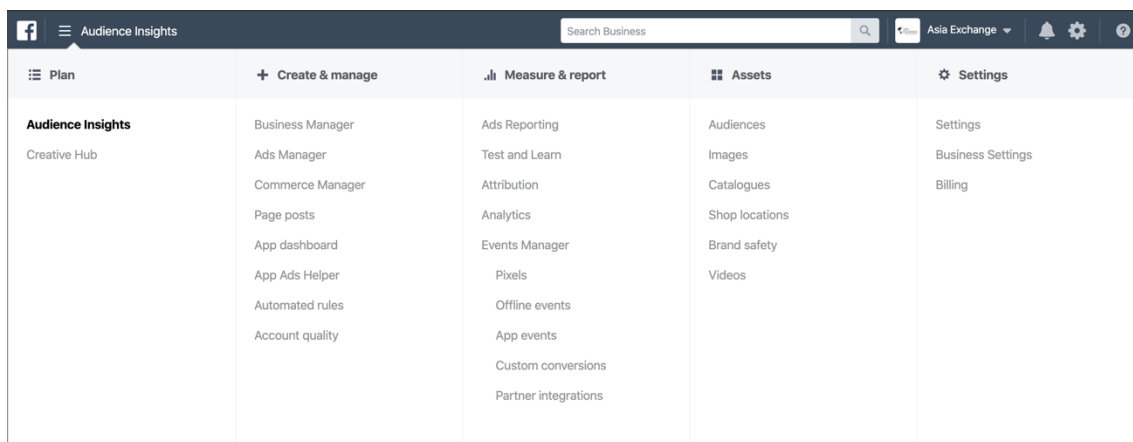 Audience Insights
Search Business
Asia Exchange
Plan
Create & manage
Measure & report
Assets
Settings
Audience Insights
Creative Hub
Business Manager
Ads Manager
Commerce Manager
Page posts
App dashboard
App Ads Helper
Automated rules
Account quality
Ads Reporting
Test and Learn
Attribution
Analytics
Events Manager
Pixels
Offline events
App events
Custom conversions
Partner integrations
Audiences
Images
Catalogues
Shop locations
Brand safety
Videos
Settings
Business Settings
Billing